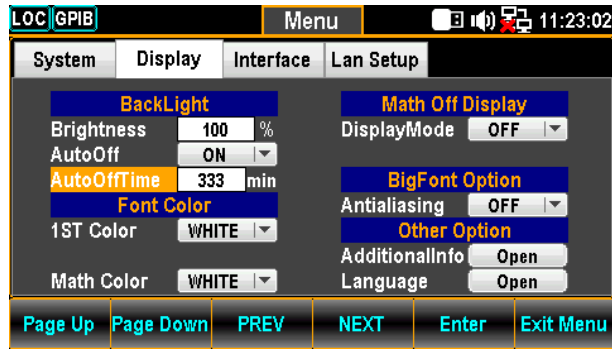 LOC GPIB Menu 11:23:02
System Display Interface Lan Setup
BackLight
Brightness 100 %
AutoOff ON
AutoOffTime 333 min
Font Color
1ST Color WHITE
Math Color WHITE
Math Off Display
DisplayMode OFF
BigFont Option
Antialiasing OFF
Other Option
AdditionalInfo Open
Language Open
Page Up Page Down PREV NEXT Enter Exit Menu